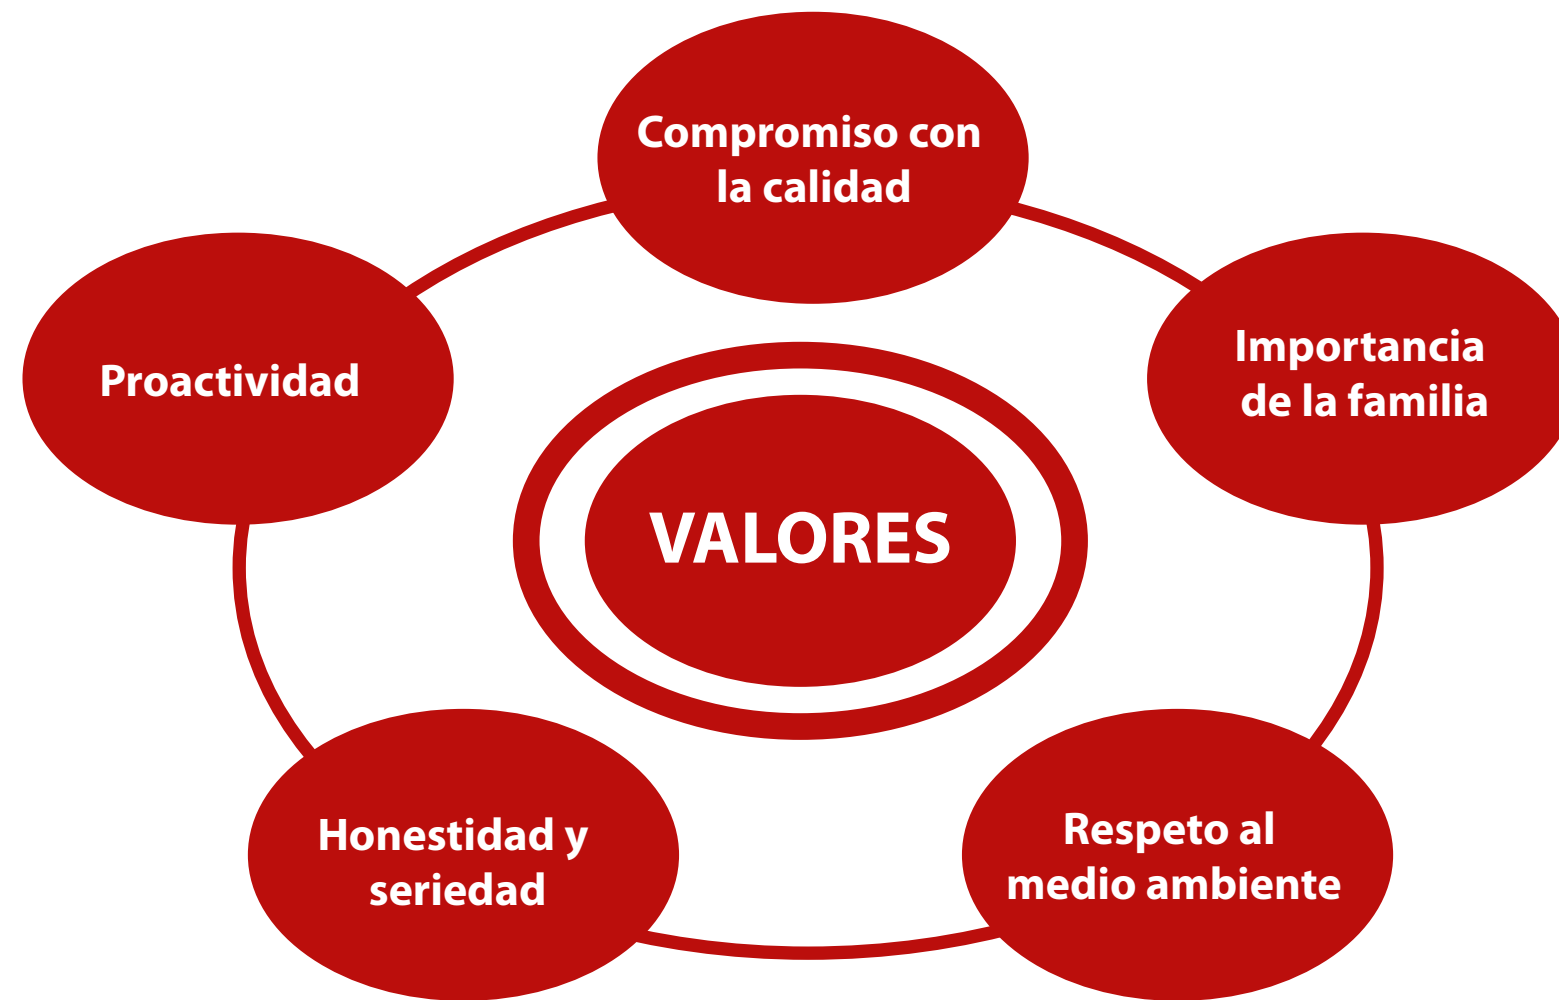 Compromiso con
la calidad
Importancia
de la familia
Proactividad
VALORES
Honestidad y
seriedad
Respeto al
medio ambiente